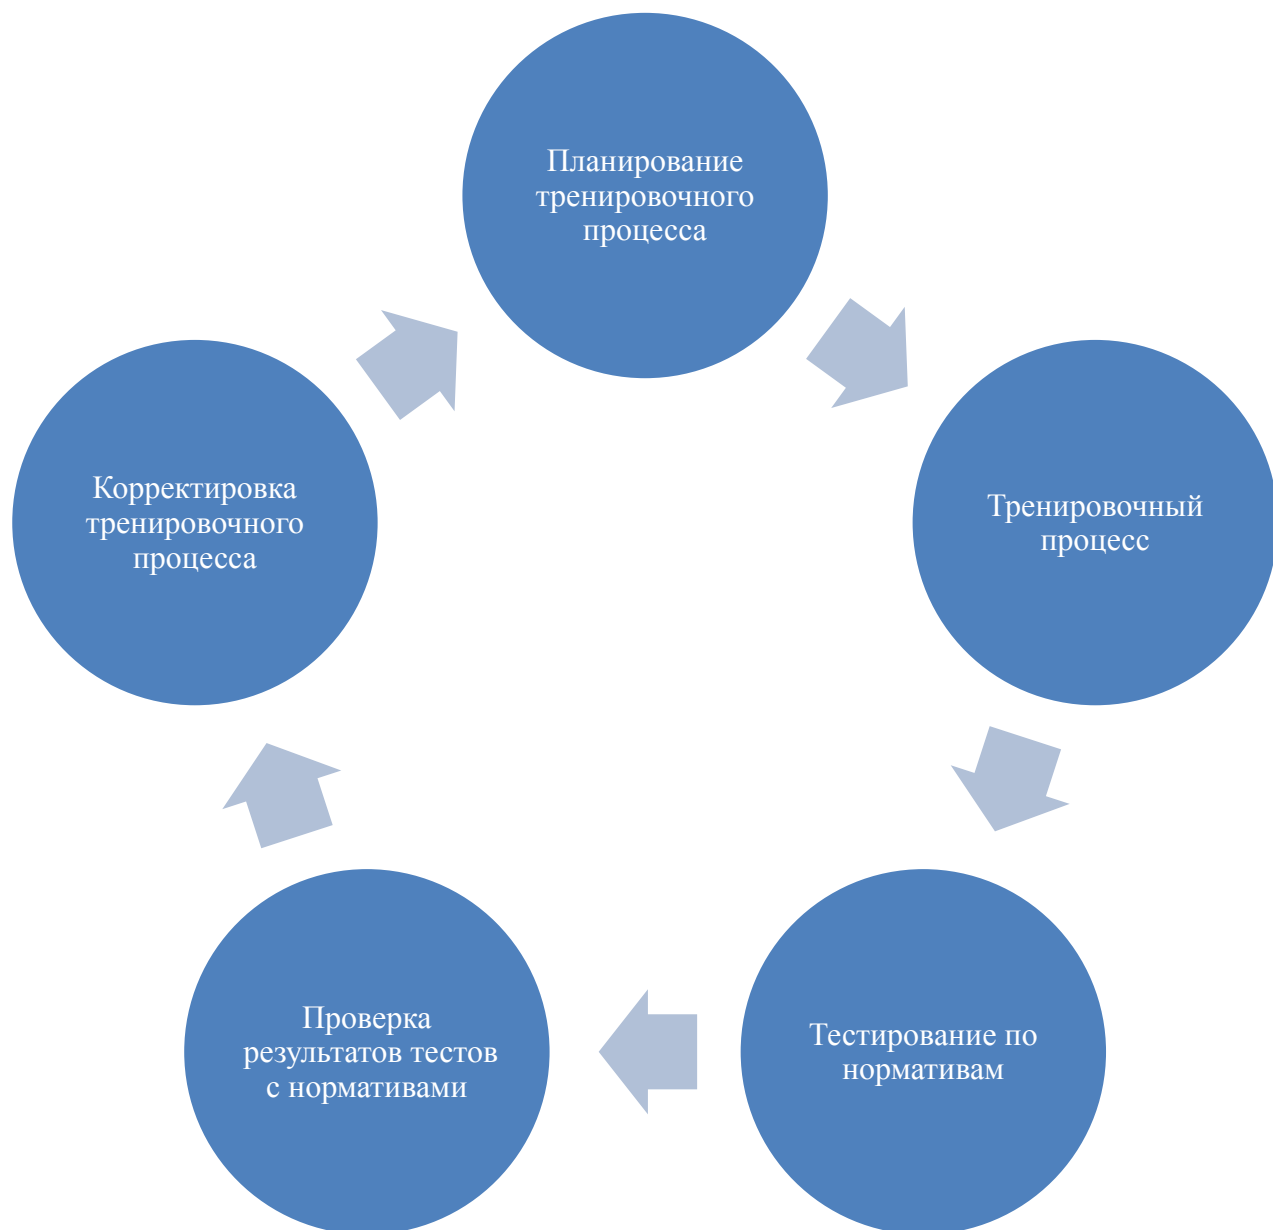 Планирование
тренировочного
процесса
Тренировочный
процесс
Тестирование по
нормативам
Проверка
результатов тестов
с нормативами
Корректировка
тренировочного
процесса